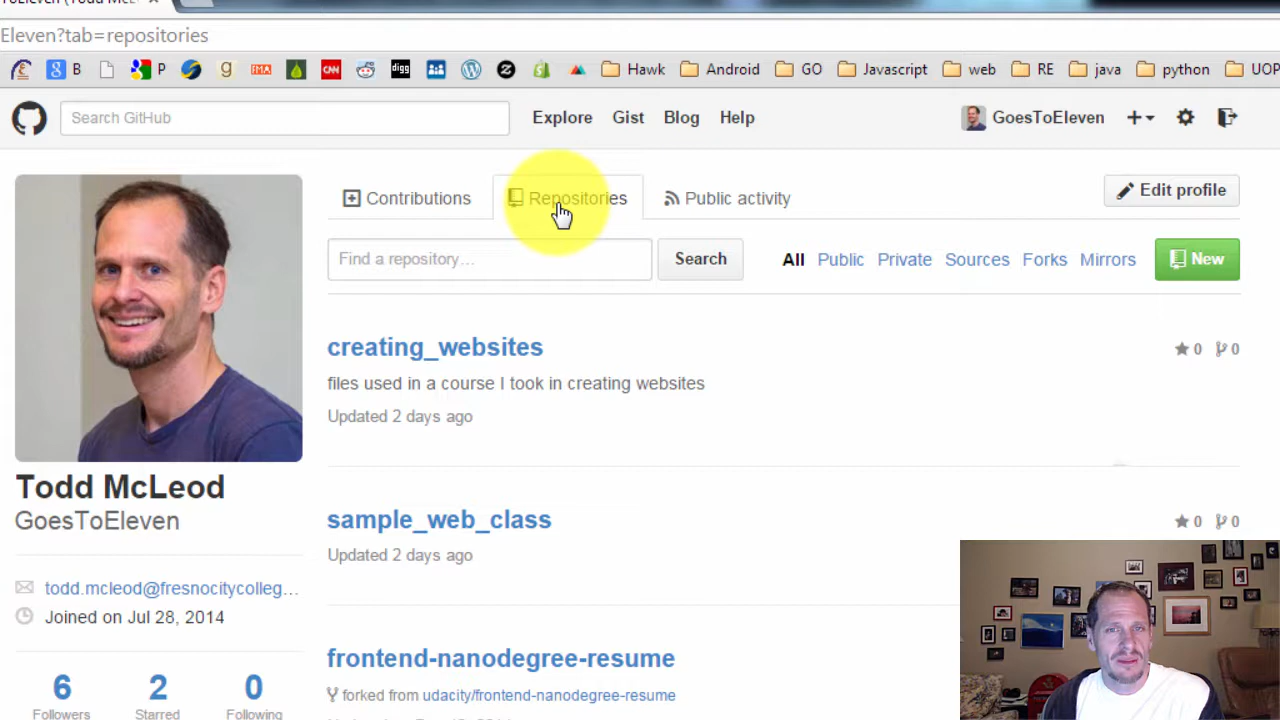 Eleven?tab=repositories
B P Hawk Android GO Javascript web RE java python UOP
Search GitHub Explore Gist Blog Help GoesToEleven
Contributions Repositories Public activity Edit profile
Find a repository… Search All Public Private Sources Forks Mirrors New
creating_websites 0 0
files used in a course I took in creating websites
Updated 2 days ago
Todd McLeod
GoesToEleven
sample_web_class 0 0
Updated 2 days ago
todd.mcleod@fresnocitycolleg…
Joined on Jul 28, 2014
frontend-nanodegree-resume
forked from udacity/frontend-nanodegree-resume
6 2 0
Followers Starred Following